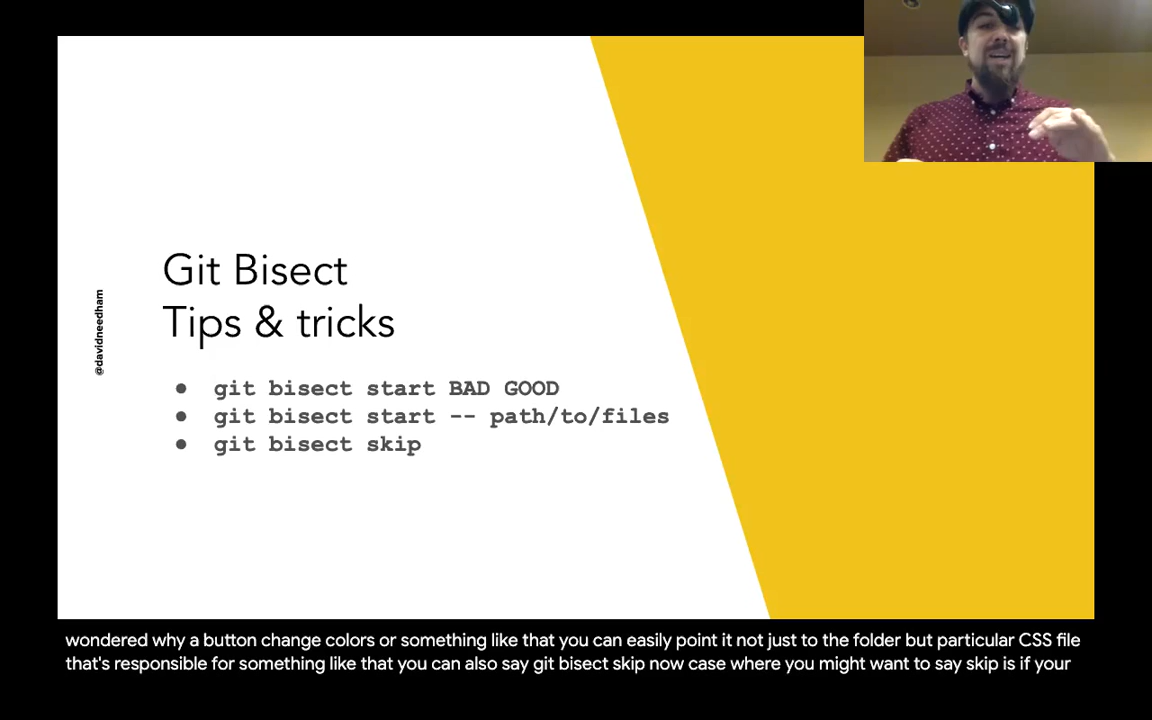 Git Bisect
Tips & tricks
@davidneedham
● git bisect start BAD GOOD
● git bisect start -- path/to/files
● git bisect skip
wondered why a button change colors or something like that you can easily point it not just to the folder but particular CSS file
that's responsible for something like that you can also say git bisect skip now case where you might want to say skip is if your